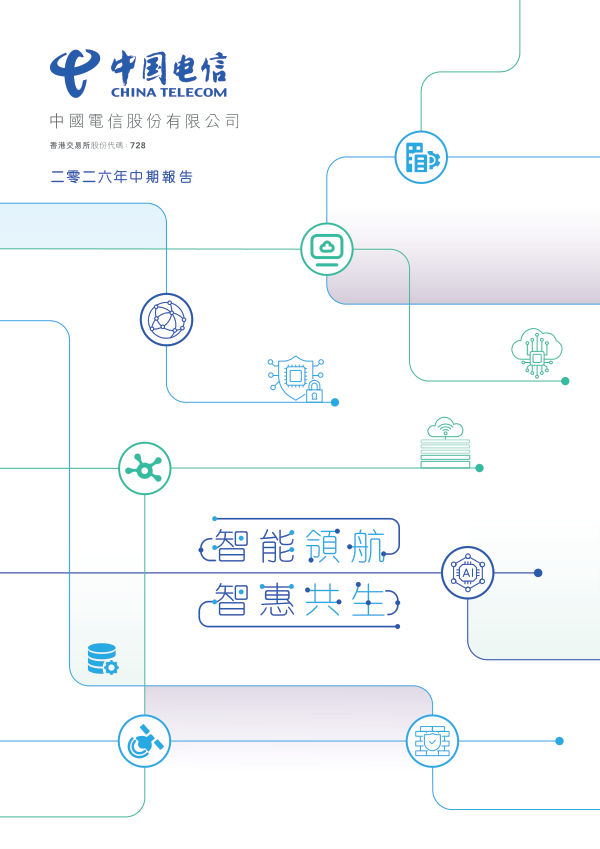 中国电信
CHINA TELECOM
中國電信股份有限公司
香港交易所股份代碼：728
二零二六年中期報告
智能領航
AI
智惠共生